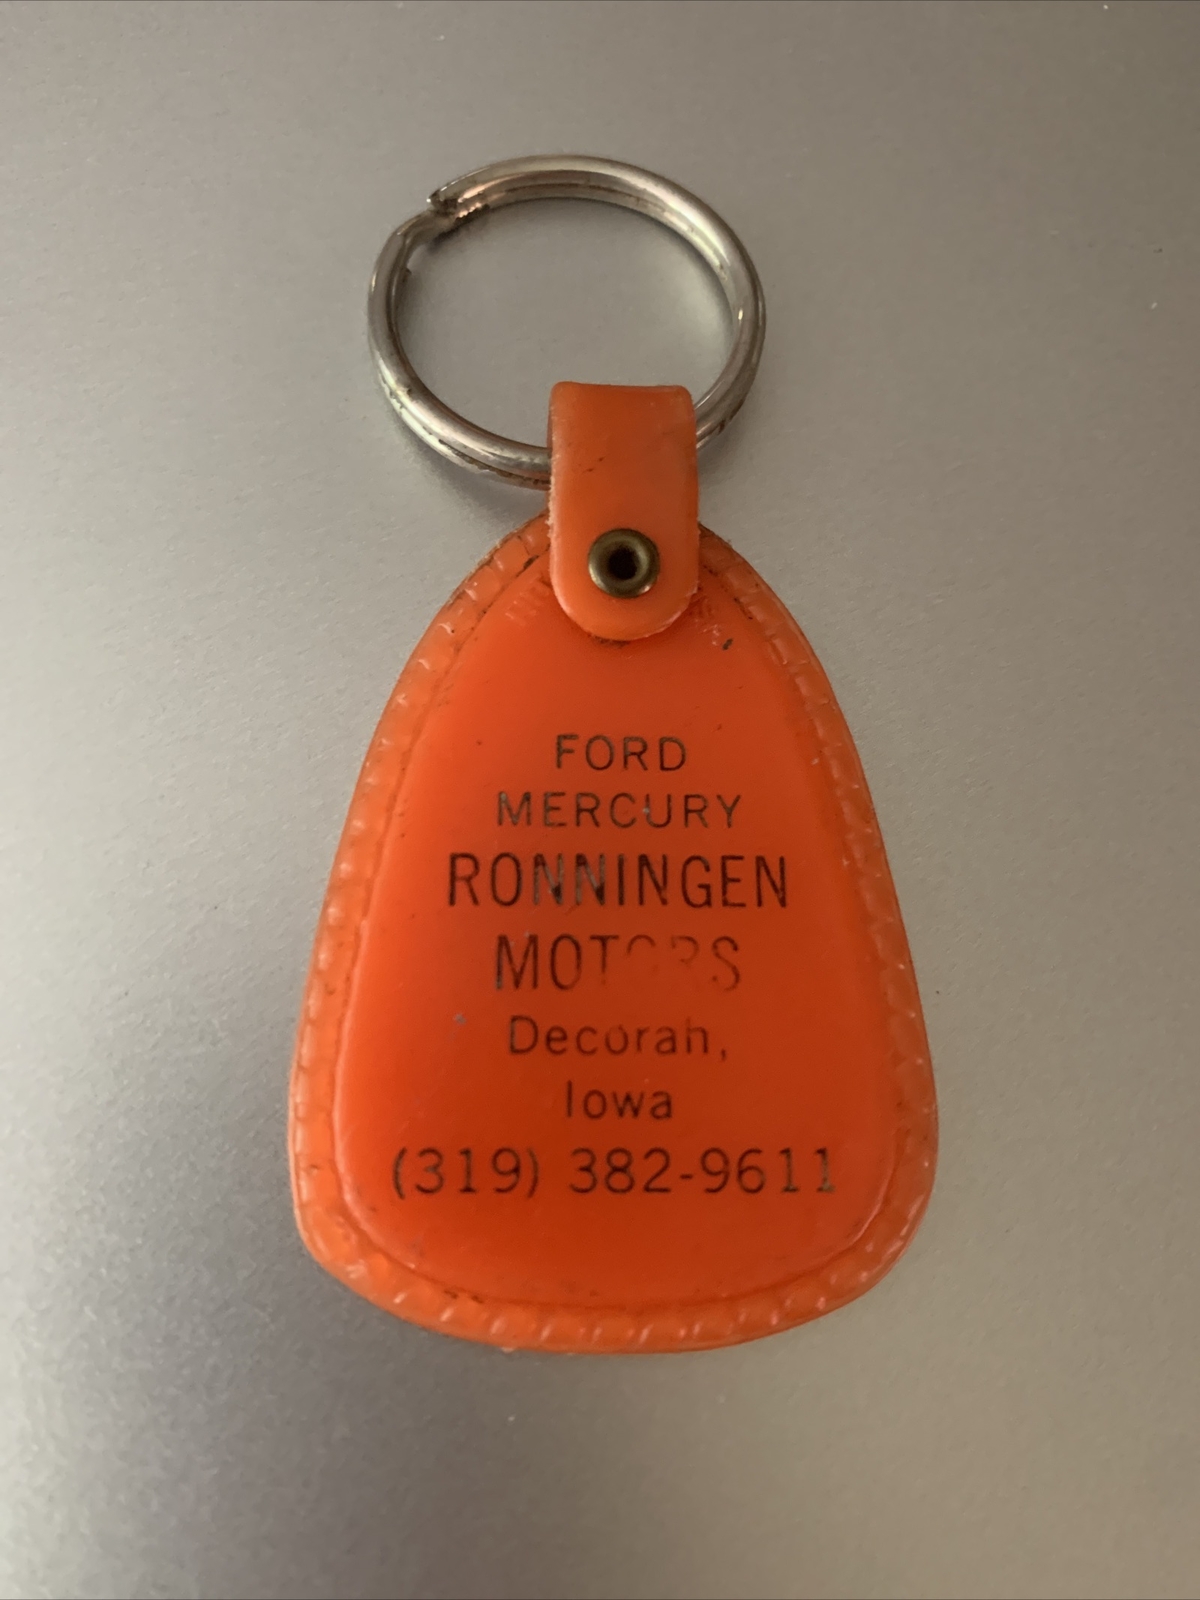 FORD
MERCURY
RONNINGEN
MOTORS
Decorah,
Iowa
(319) 382-9611